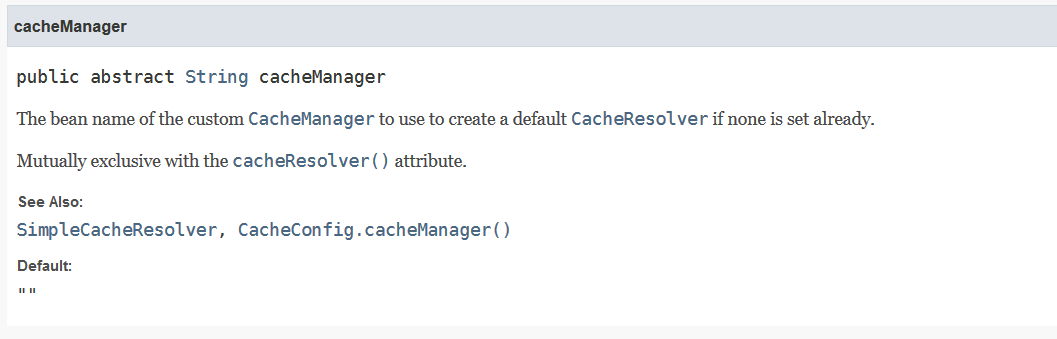 cacheManager
public abstract String cacheManager
The bean name of the custom CacheManager to use to create a default CacheResolver if none is set already.
Mutually exclusive with the cacheResolver() attribute.
See Also:
SimpleCacheResolver, CacheConfig.cacheManager()
Default:
""